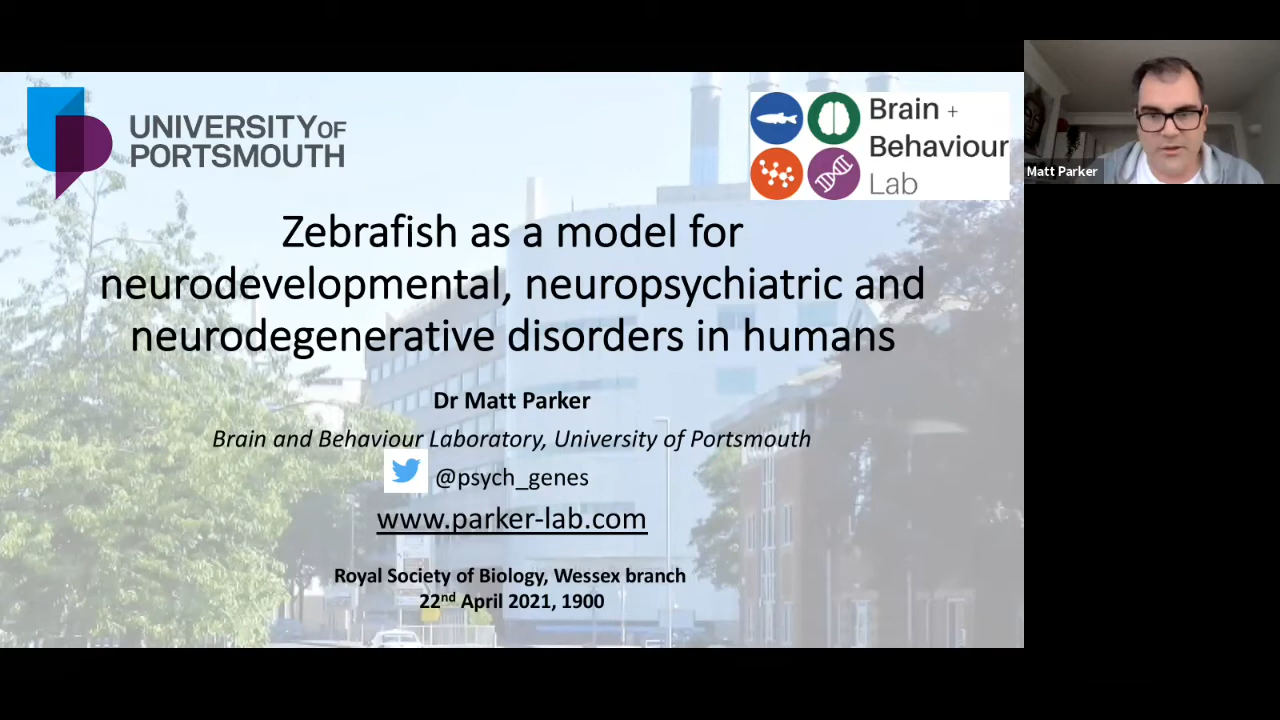 UNIVERSITY OF
PORTSMOUTH
Brain +
Behaviour
Lab
Matt Parker
Zebrafish as a model for
neurodevelopmental, neuropsychiatric and
neurodegenerative disorders in humans
Dr Matt Parker
Brain and Behaviour Laboratory, University of Portsmouth
@psych_genes
www.parker-lab.com
Royal Society of Biology, Wessex branch
22nd April 2021, 1900